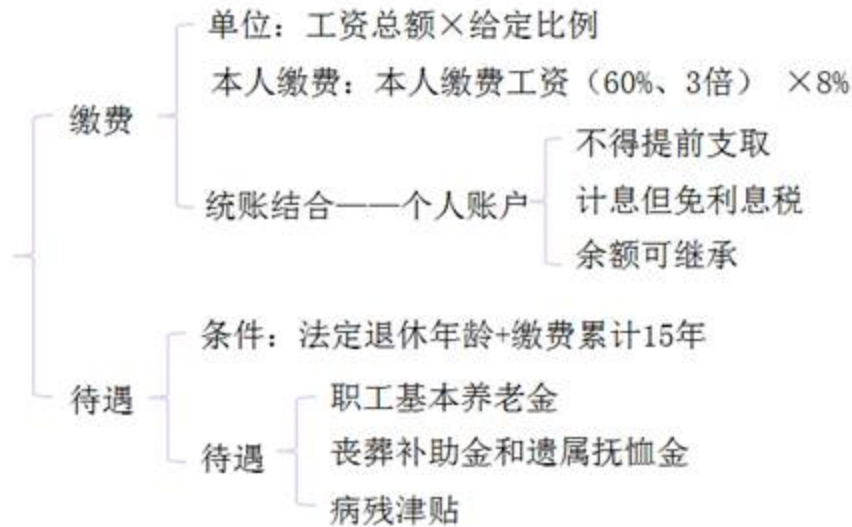 单位：工资总额×给定比例
本人缴费：本人缴费工资（60%、3倍） ×8%
缴费
不得提前支取
统账结合——个人账户
计息但免利息税
余额可继承
条件：法定退休年龄+缴费累计15年
待遇
职工基本养老金
待遇
丧葬补助金和遗属抚恤金
病残津贴